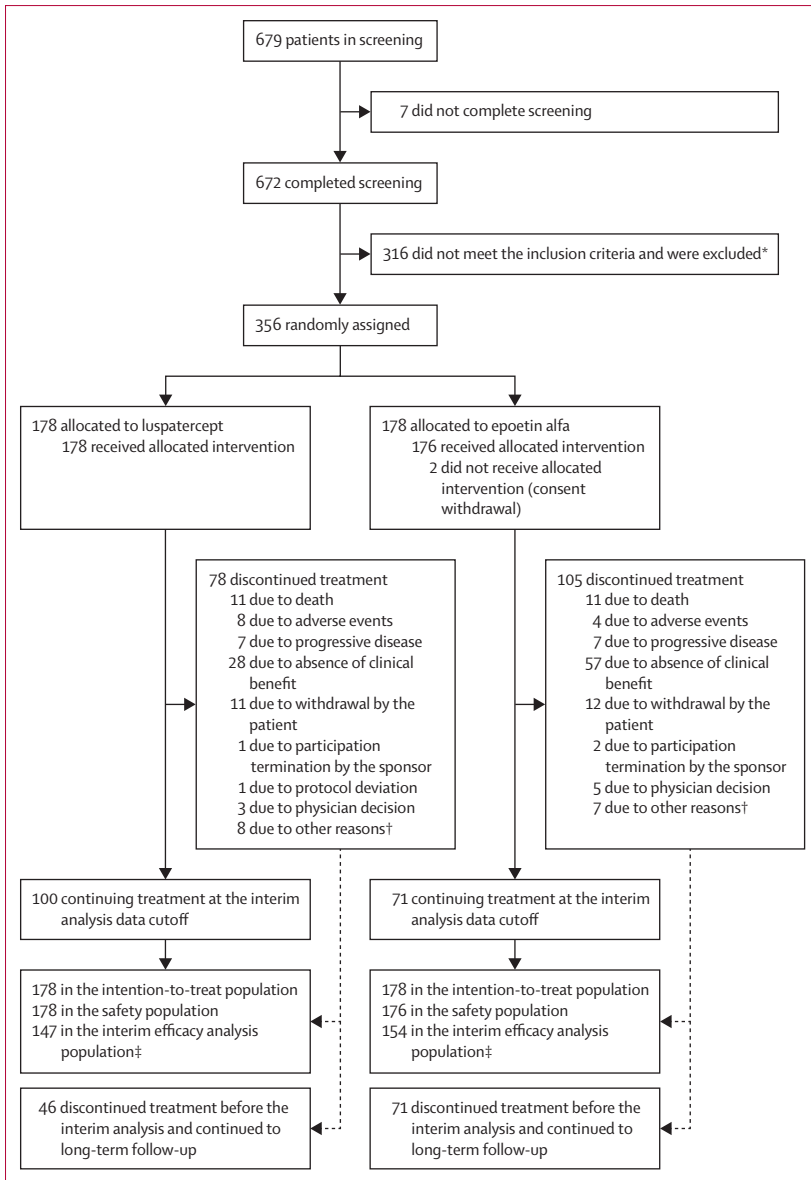 679 patients in screening
7 did not complete screening
672 completed screening
316 did not meet the inclusion criteria and were excluded*
356 randomly assigned
178 allocated to luspatercept
178 received allocated intervention
178 allocated to epoetin alfa
176 received allocated intervention
2 did not receive allocated
intervention (consent
withdrawal)
78 discontinued treatment
11 due to death
8 due to adverse events
7 due to progressive disease
28 due to absence of clinical
benefit
11 due to withdrawal by the
patient
1 due to participation
termination by the sponsor
1 due to protocol deviation
3 due to physician decision
8 due to other reasons†
105 discontinued treatment
11 due to death
4 due to adverse events
7 due to progressive disease
57 due to absence of clinical
benefit
12 due to withdrawal by the
patient
2 due to participation
termination by the sponsor
5 due to physician decision
7 due to other reasons†
100 continuing treatment at the interim
analysis data cutoff
71 continuing treatment at the interim
analysis data cutoff
178 in the intention-to-treat population
178 in the safety population
147 in the interim efficacy analysis
population‡
178 in the intention-to-treat population
176 in the safety population
154 in the interim efficacy analysis
population‡
46 discontinued treatment before the
interim analysis and continued to
long-term follow-up
71 discontinued treatment before the
interim analysis and continued to
long-term follow-up